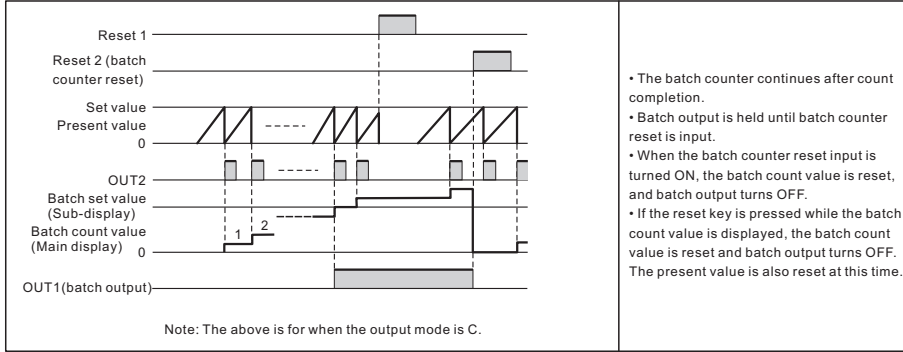 Reset 1
Reset 2 (batch
counter reset)
Set value
Present value
0
OUT2
Batch set value
(Sub-display)
Batch count value
(Main display)
0
1
2
OUT1(batch output)
Note: The above is for when the output mode is C.
• The batch counter continues after count
completion.
• Batch output is held until batch counter
reset is input.
• When the batch counter reset input is
turned ON, the batch count value is reset,
and batch output turns OFF.
• If the reset key is pressed while the batch
count value is displayed, the batch count
value is reset and batch output turns OFF.
The present value is also reset at this time.